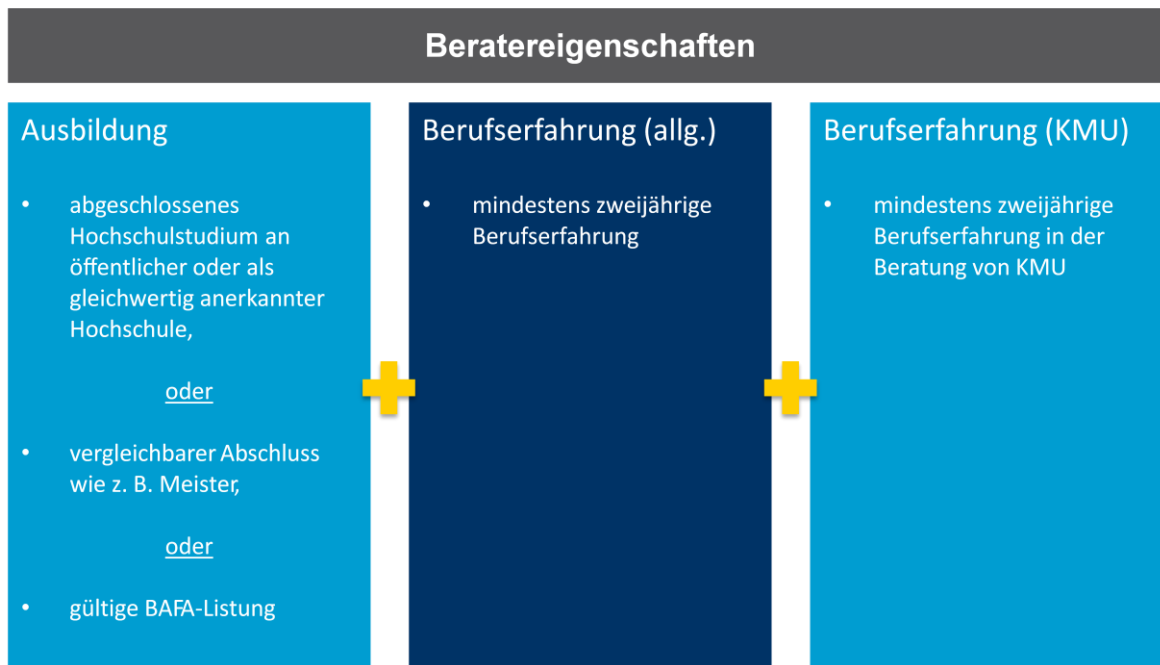 Beratereigenschaften
Ausbildung
• abgeschlossenes
Hochschulstudium an
öffentlicher oder als
gleichwertig anerkannter
Hochschule,
oder
• vergleichbarer Abschluss
wie z. B. Meister,
oder
• gültige BAFA-Listung
Berufserfahrung (allg.)
• mindestens zweijährige
Berufserfahrung
Berufserfahrung (KMU)
• mindestens zweijährige
Berufserfahrung in der
Beratung von KMU